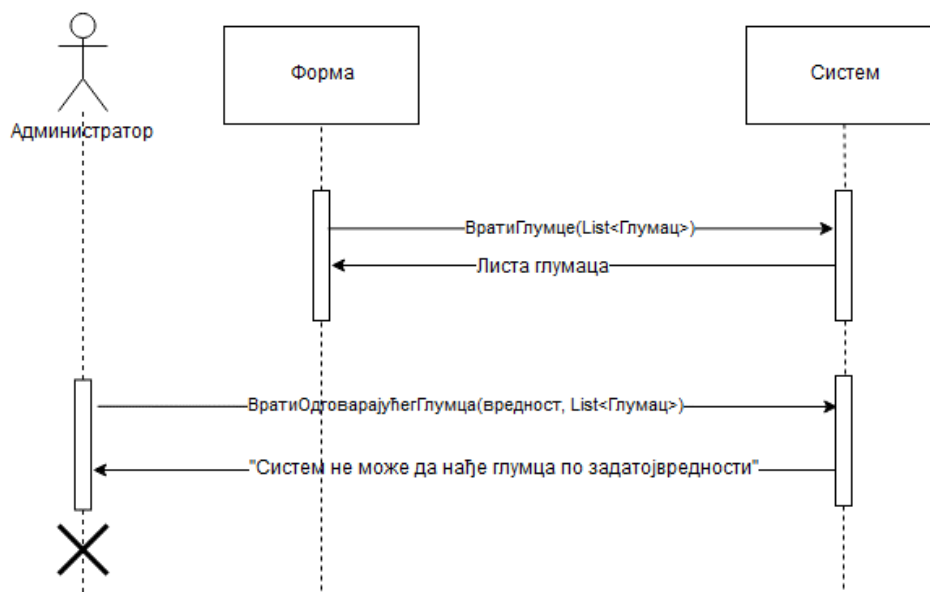 Форма
Систем
Администратор
ВратиГлумце(List<Глумац>)
Листа глумаца
ВратиОдговарајућегГлумца(вредност, List<Глумац>)
"Систем не може да нађе глумца по задатојвредности"